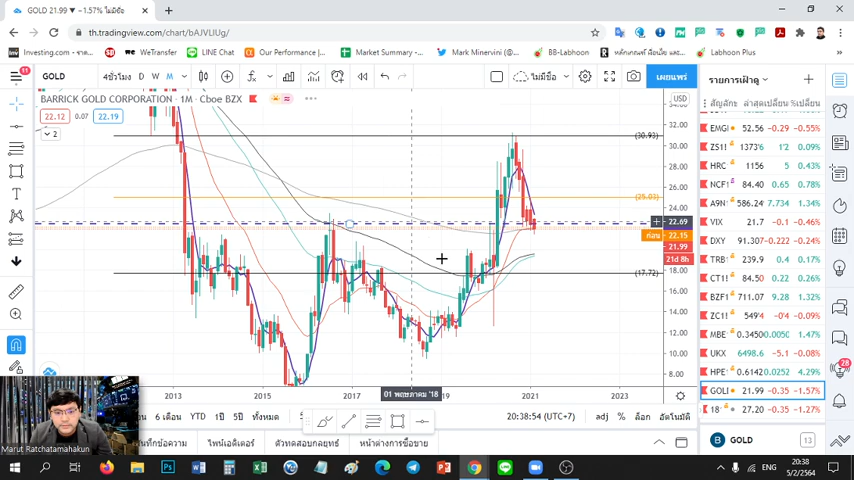 GOLD 21.99 ▼ −1.57% ไม่มีชื่อ
th.tradingview.com/chart/bAJVLIUg/
Investing.com - ร...
WeTransfer
LINE Chat
Our Performance |...
Market Summary -...
Mark Minervini (@...
BB-Labhoon
Labhoon Plus
11
GOLD
4ชั่วโมง D W M
ไม่มีชื่อ
เผยแพร่
รายการเฝ้าดู
BARRICK GOLD CORPORATION · 1M · Cboe BZX
USD
22.12 0.07 22.19
2
สัญลักษ ล่าสุด เปลี่ยน %เปลี่ยน
34.00
32.00
(30.93)
30.00
28.00
26.00
(25.03)
24.00
22.69
ก่อน 22.15
21.99
21d 8h
(17.72)
18.00
16.00
14.00
12.00
10.00
8.00
EMGI 52.56 −0.29 −0.55%
ZS1! 1373'6 1'2 0.09%
HRC 1156 5 0.43%
NCF1 84.40 0.65 0.78%
A9N1 586.24 7.734 1.34%
VIX 21.7 −0.1 −0.46%
DXY 91.307 −0.222 −0.24%
TRB1 239.9 0.4 0.17%
CT1! 84.50 0.22 0.26%
BZF1 711.07 9.28 1.32%
ZC1! 549'4 −0'4 −0.09%
MBE 0.3450 0.0050 1.47%
UKX 6498.6 −5.1 −0.08%
HPE 0.6142 0.0252 4.29%
GOLI 21.99 −0.35 −1.57%
18 27.20 −0.35 −1.27%
28
2013 2015 01 พฤษภาคม '18 19 2021 2023
6 เดือน YTD 1ปี 5ปี ทั้งหมด
20:38:54 (UTC+7)
adj % ล็อก อัตโนมัติ
ไพน์เอดิเตอร์ ตัวทดสอบกลยุทธ์ หน้าต่างการซื้อขาย
B GOLD 13
Marut Ratchatamahakun
ENG
20:38
5/2/2564